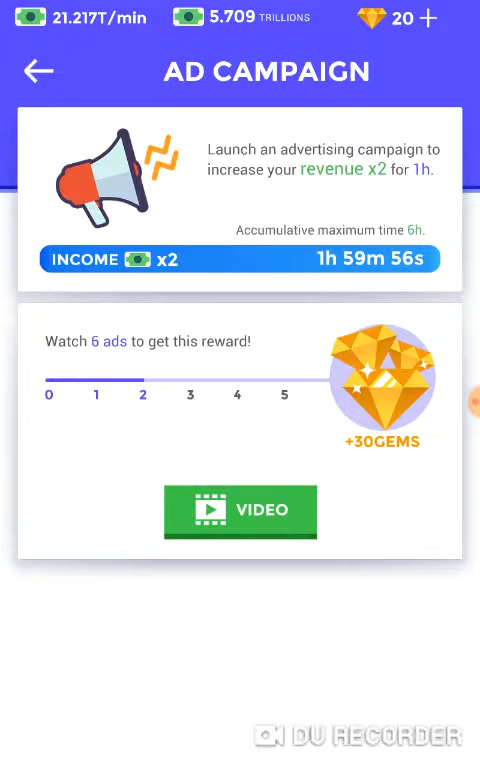 21.217T/min 5.709 TRILLIONS 20 +
AD CAMPAIGN
Launch an advertising campaign to
increase your revenue x2 for 1h.
Accumulative maximum time 6h.
INCOME x2 1h 59m 56s
Watch 6 ads to get this reward!
0 1 2 3 4 5
+30GEMS
VIDEO
DU RECORDER